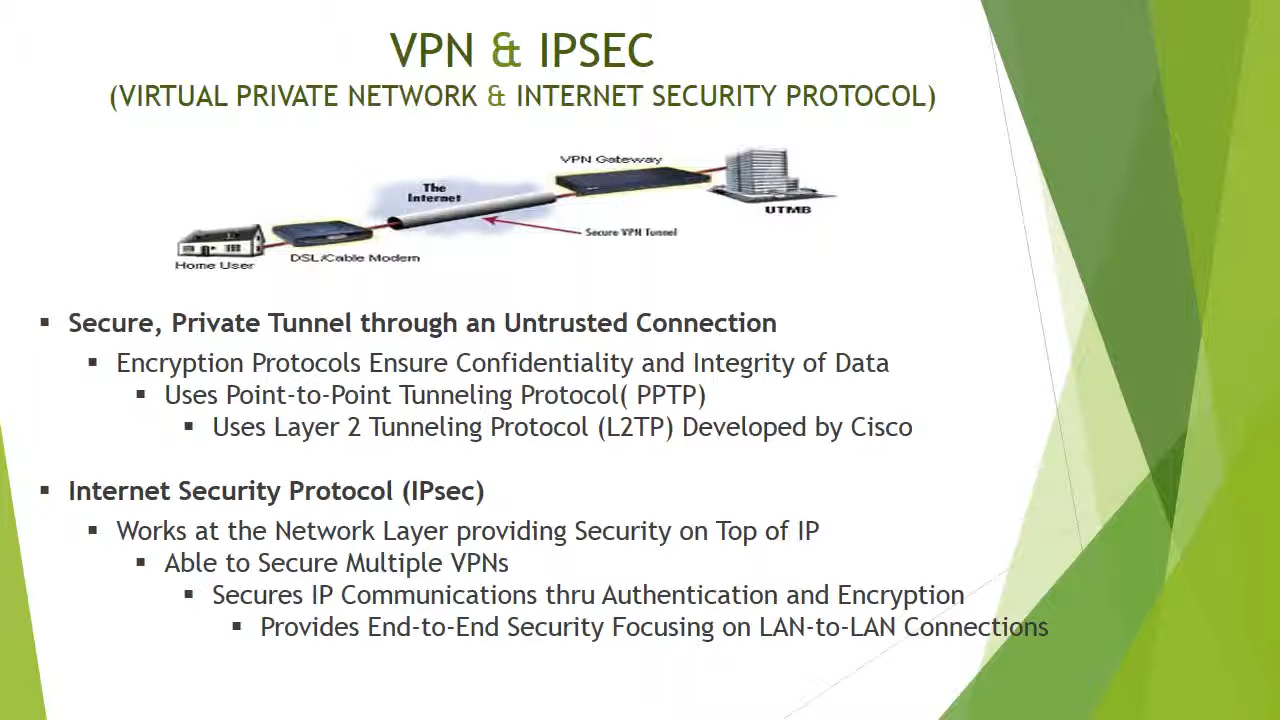 VPN & IPSEC
(VIRTUAL PRIVATE NETWORK & INTERNET SECURITY PROTOCOL)
VPN Gateway
The
Internet
UTMB
Secure VPN Tunnel
DSL/Cable Modem
Home User
▪ Secure, Private Tunnel through an Untrusted Connection
▪ Encryption Protocols Ensure Confidentiality and Integrity of Data
▪ Uses Point-to-Point Tunneling Protocol( PPTP)
▪ Uses Layer 2 Tunneling Protocol (L2TP) Developed by Cisco
▪ Internet Security Protocol (IPsec)
▪ Works at the Network Layer providing Security on Top of IP
▪ Able to Secure Multiple VPNs
▪ Secures IP Communications thru Authentication and Encryption
▪ Provides End-to-End Security Focusing on LAN-to-LAN Connections